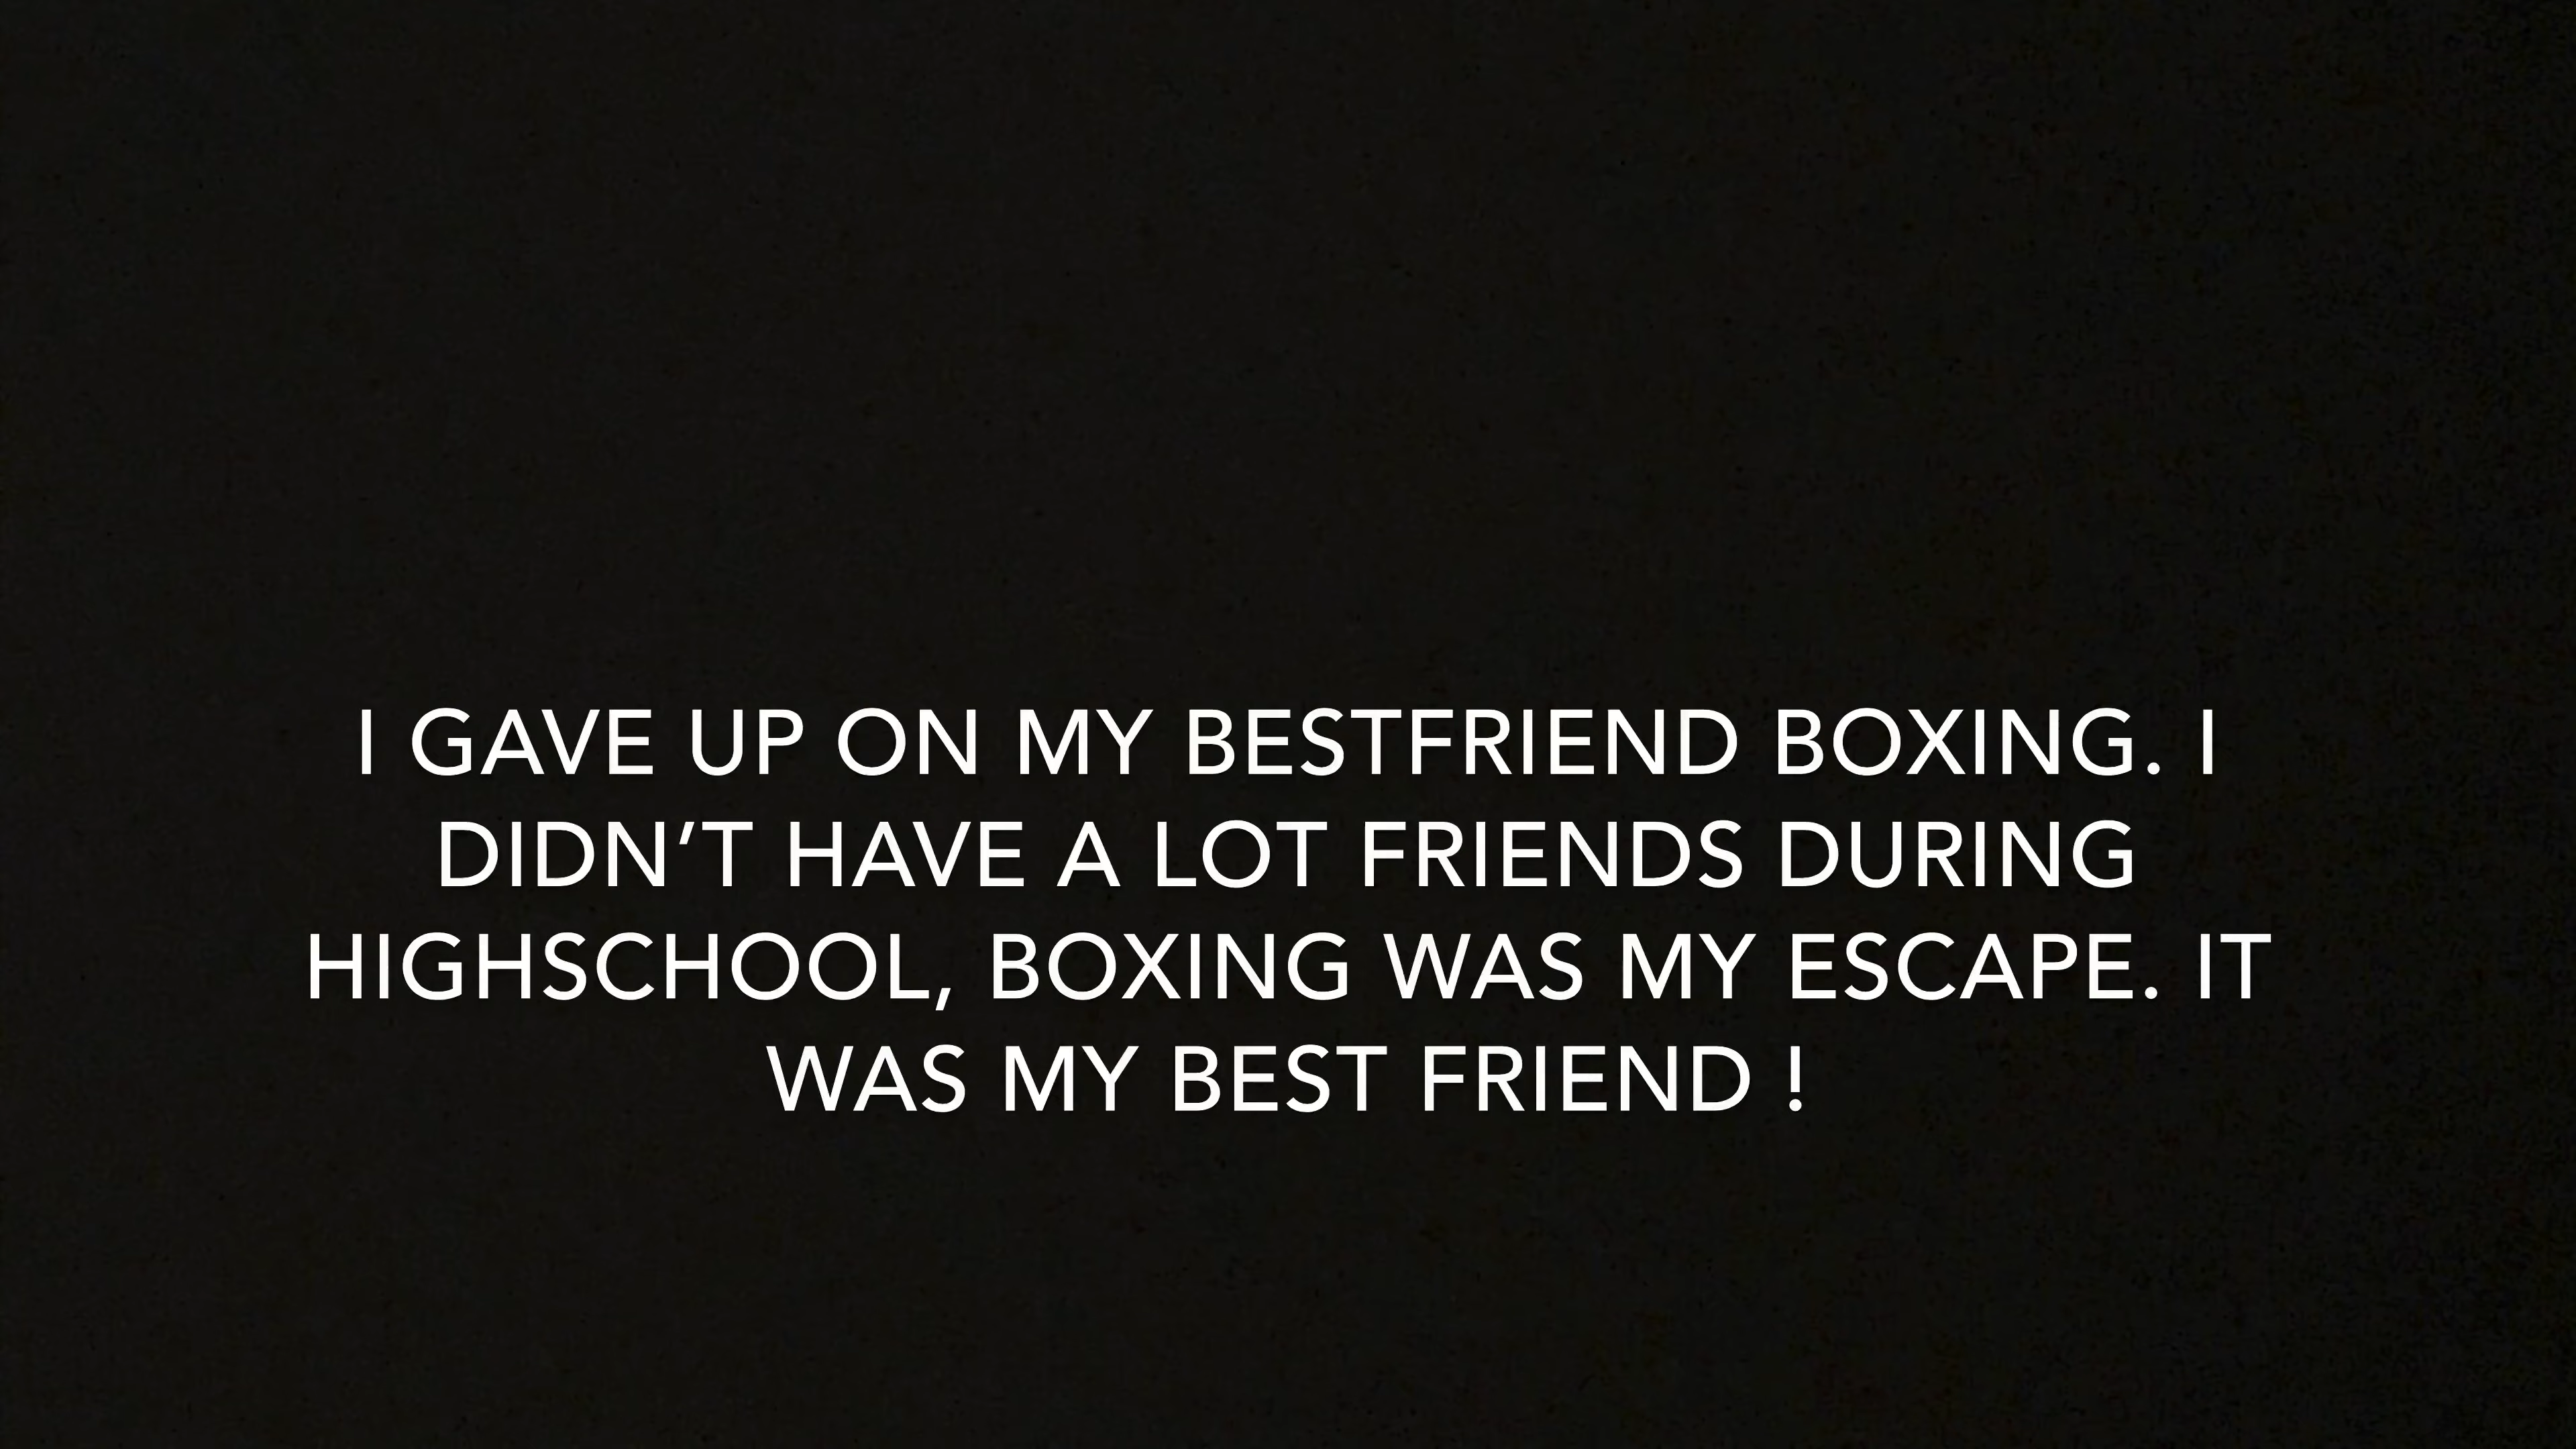 I GAVE UP ON MY BESTFRIEND BOXING. I
DIDN’T HAVE A LOT FRIENDS DURING
HIGHSCHOOL, BOXING WAS MY ESCAPE. IT
WAS MY BEST FRIEND !